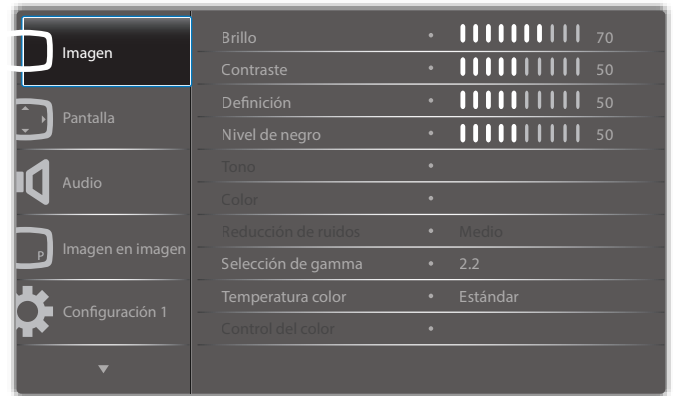 Imagen
Pantalla
Audio
P
Imagen en imagen
Configuración 1
Brillo • 70
Contraste • 50
Definición • 50
Nivel de negro • 50
Tono •
Color •
Reducción de ruidos • Medio
Selección de gamma • 2.2
Temperatura color • Estándar
Control del color •